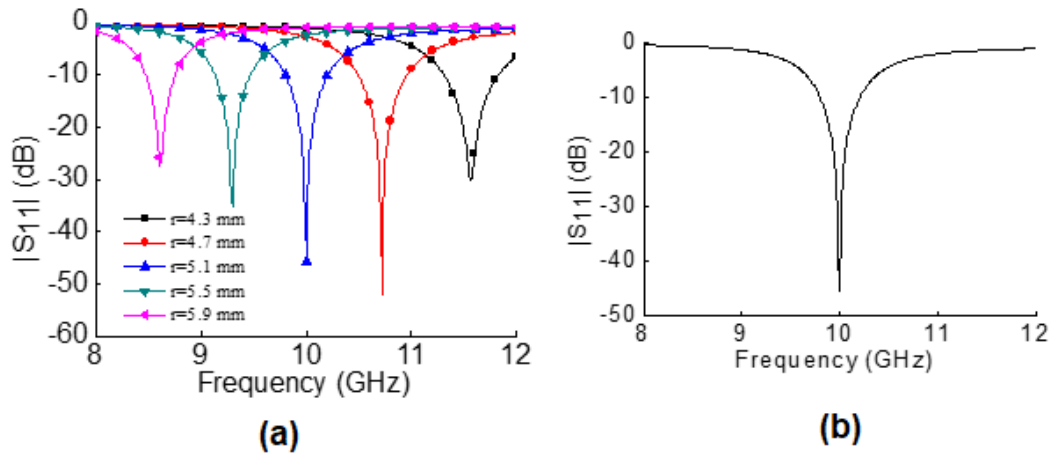 0
-10
-20
-30
-40
-50
-60
|S11| (dB)
r=4.3 mm
r=4.7 mm
r=5.1 mm
r=5.5 mm
r=5.9 mm
8 9 10 11 12
Frequency (GHz)
(a)
0
-10
-20
-30
-40
-50
|S11| (dB)
8 9 10 11 12
Frequency (GHz)
(b)